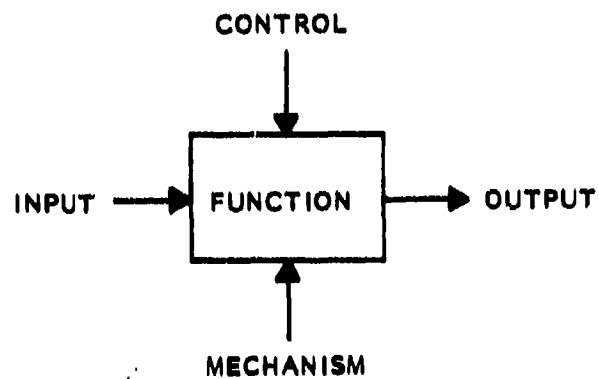 CONTROL
INPUT
FUNCTION
OUTPUT
MECHANISM